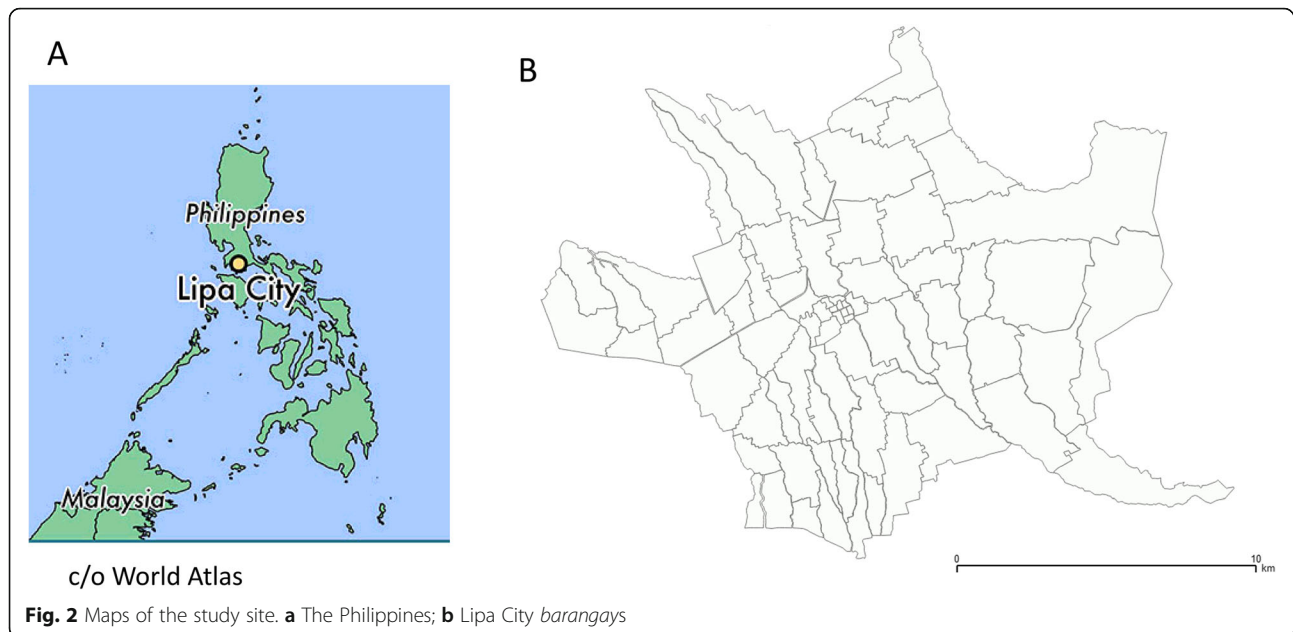 A
B
Philippines
Lipa City
Malaysia
0 10
km
c/o World Atlas
Fig. 2 Maps of the study site. a The Philippines; b Lipa City barangays